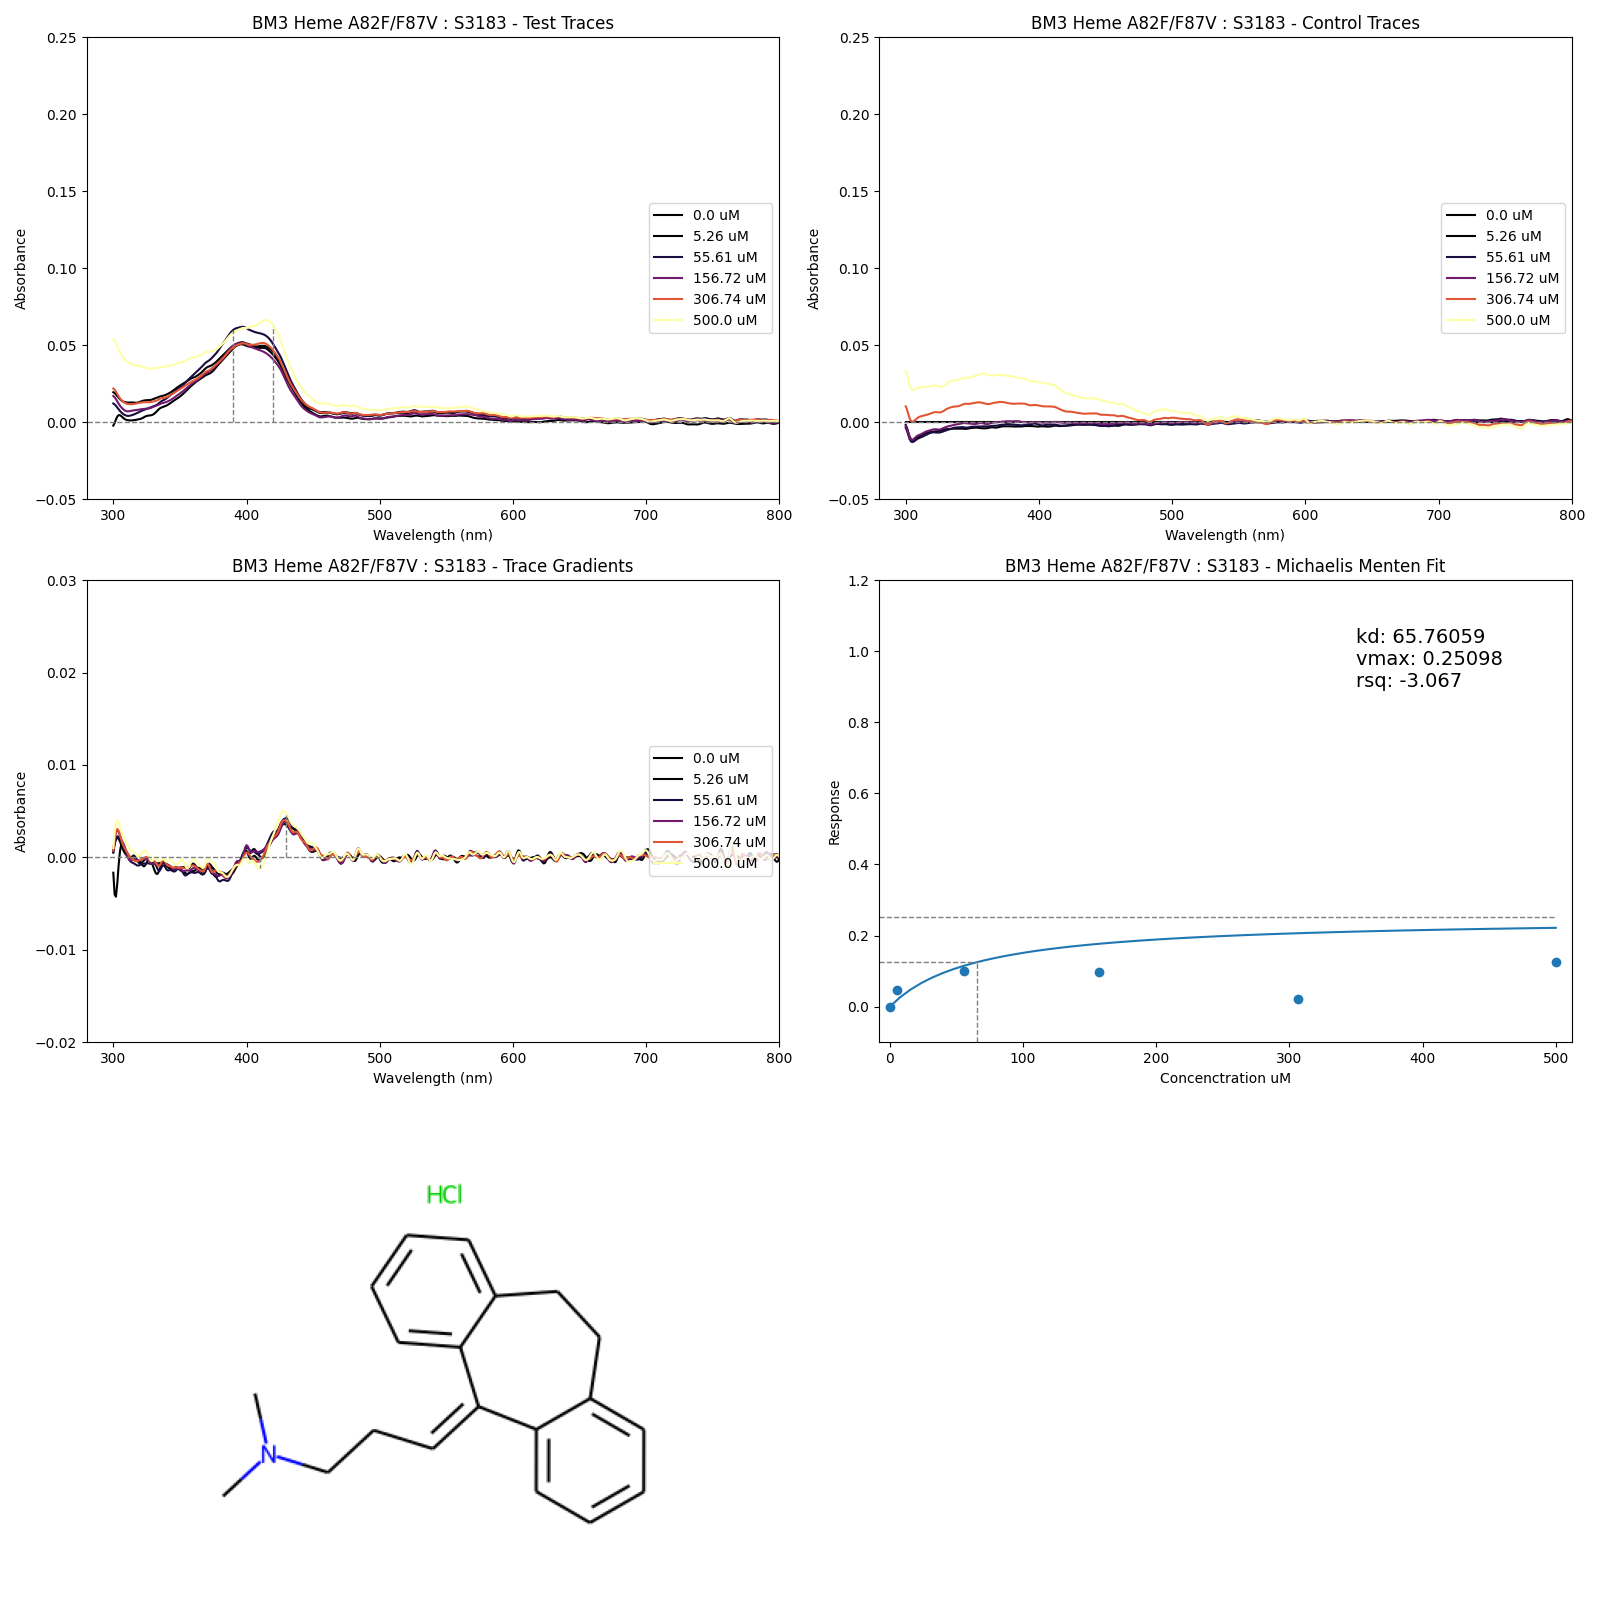 BM3 Heme A82F/F87V : S3183 - Test Traces
0.25
0.20
0.15
0.10
0.05
0.00
−0.05
Absorbance
300 400 500 600 700 800
Wavelength (nm)
0.0 uM
5.26 uM
55.61 uM
156.72 uM
306.74 uM
500.0 uM
BM3 Heme A82F/F87V : S3183 - Control Traces
0.25
0.20
0.15
0.10
0.05
0.00
−0.05
Absorbance
300 400 500 600 700 800
Wavelength (nm)
0.0 uM
5.26 uM
55.61 uM
156.72 uM
306.74 uM
500.0 uM
BM3 Heme A82F/F87V : S3183 - Trace Gradients
0.03
0.02
0.01
0.00
−0.01
−0.02
Absorbance
300 400 500 600 700 800
Wavelength (nm)
0.0 uM
5.26 uM
55.61 uM
156.72 uM
306.74 uM
500.0 uM
BM3 Heme A82F/F87V : S3183 - Michaelis Menten Fit
1.2
1.0
0.8
0.6
0.4
0.2
0.0
Response
0 100 200 300 400 500
Concenctration uM
kd: 65.76059
vmax: 0.25098
rsq: -3.067
HCl
N